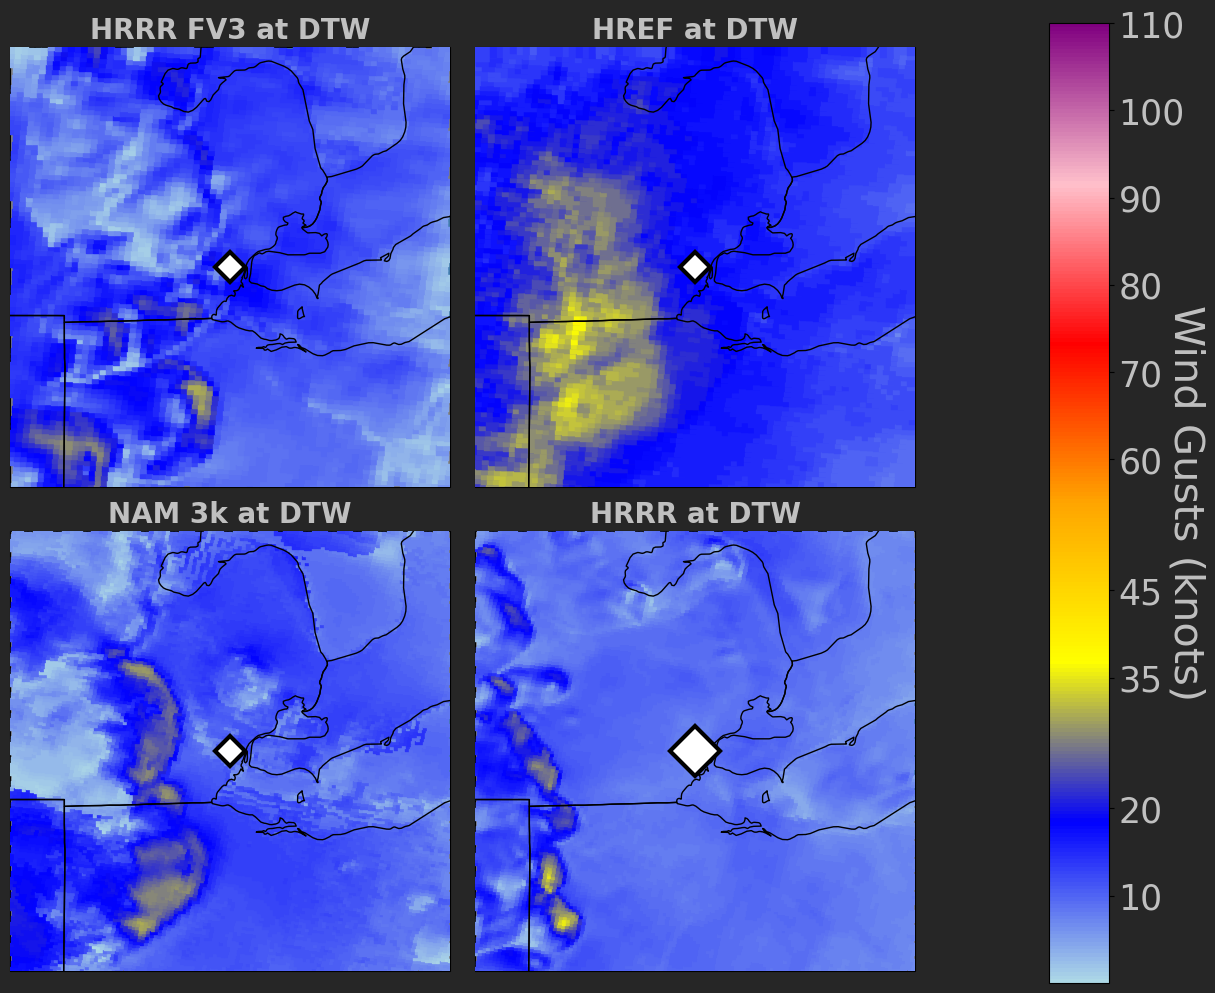 HRRR FV3 at DTW
HREF at DTW
NAM 3k at DTW
HRRR at DTW
110
100
90
80
70
60
45
35
20
10
Wind Gusts (knots)